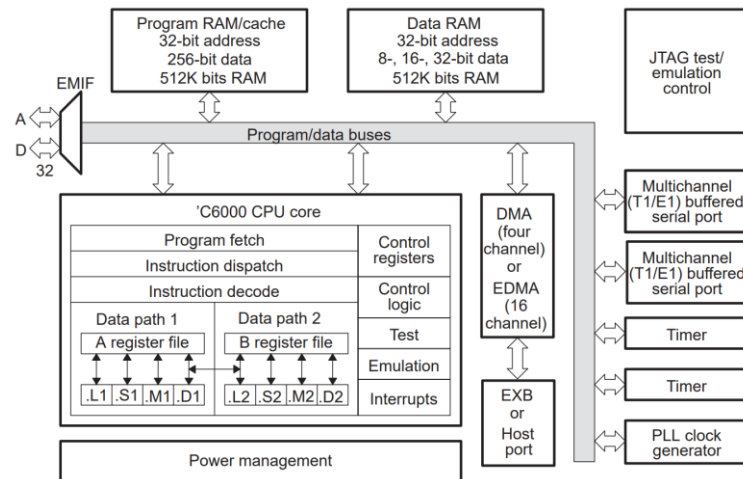 Program RAM/cache
32-bit address
256-bit data
512K bits RAM
Data RAM
32-bit address
8-, 16-, 32-bit data
512K bits RAM
JTAG test/
emulation
control
EMIF
A
D
32
Program/data buses
'C6000 CPU core
Program fetch
Instruction dispatch
Instruction decode
Control
registers
Control
logic
Test
Emulation
Interrupts
Data path 1
A register file
.L1 .S1 .M1 .D1
Data path 2
B register file
.L2 .S2 .M2 .D2
Power management
DMA
(four
channel)
or
EDMA
(16
channel)
EXB
or
Host
port
Multichannel
(T1/E1) buffered
serial port
Multichannel
(T1/E1) buffered
serial port
Timer
Timer
PLL clock
generator